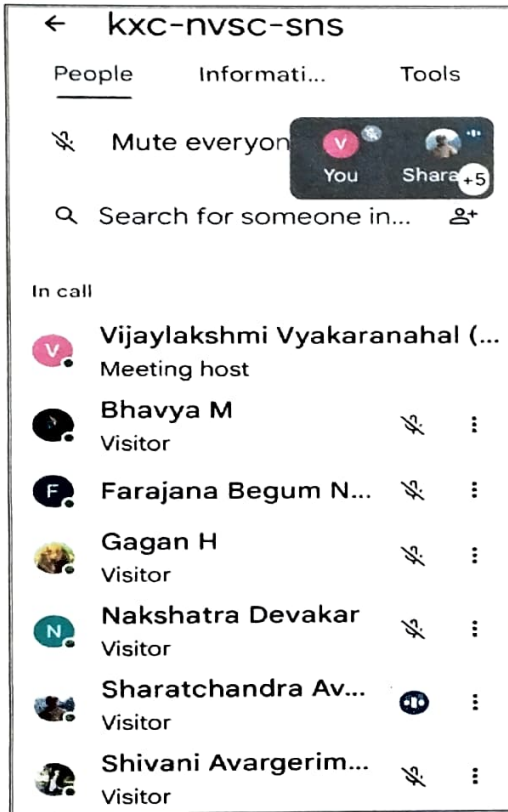 kxc-nvsc-sns
People Informati... Tools
Mute everyon
V
You Shara +5
Search for someone in...
In call
V Vijaylakshmi Vyakaranahal (...
Meeting host
Bhavya M
Visitor
F Farajana Begum N...
Gagan H
Visitor
N Nakshatra Devakar
Visitor
Sharatchandra Av...
Visitor
Shivani Avargerim...
Visitor